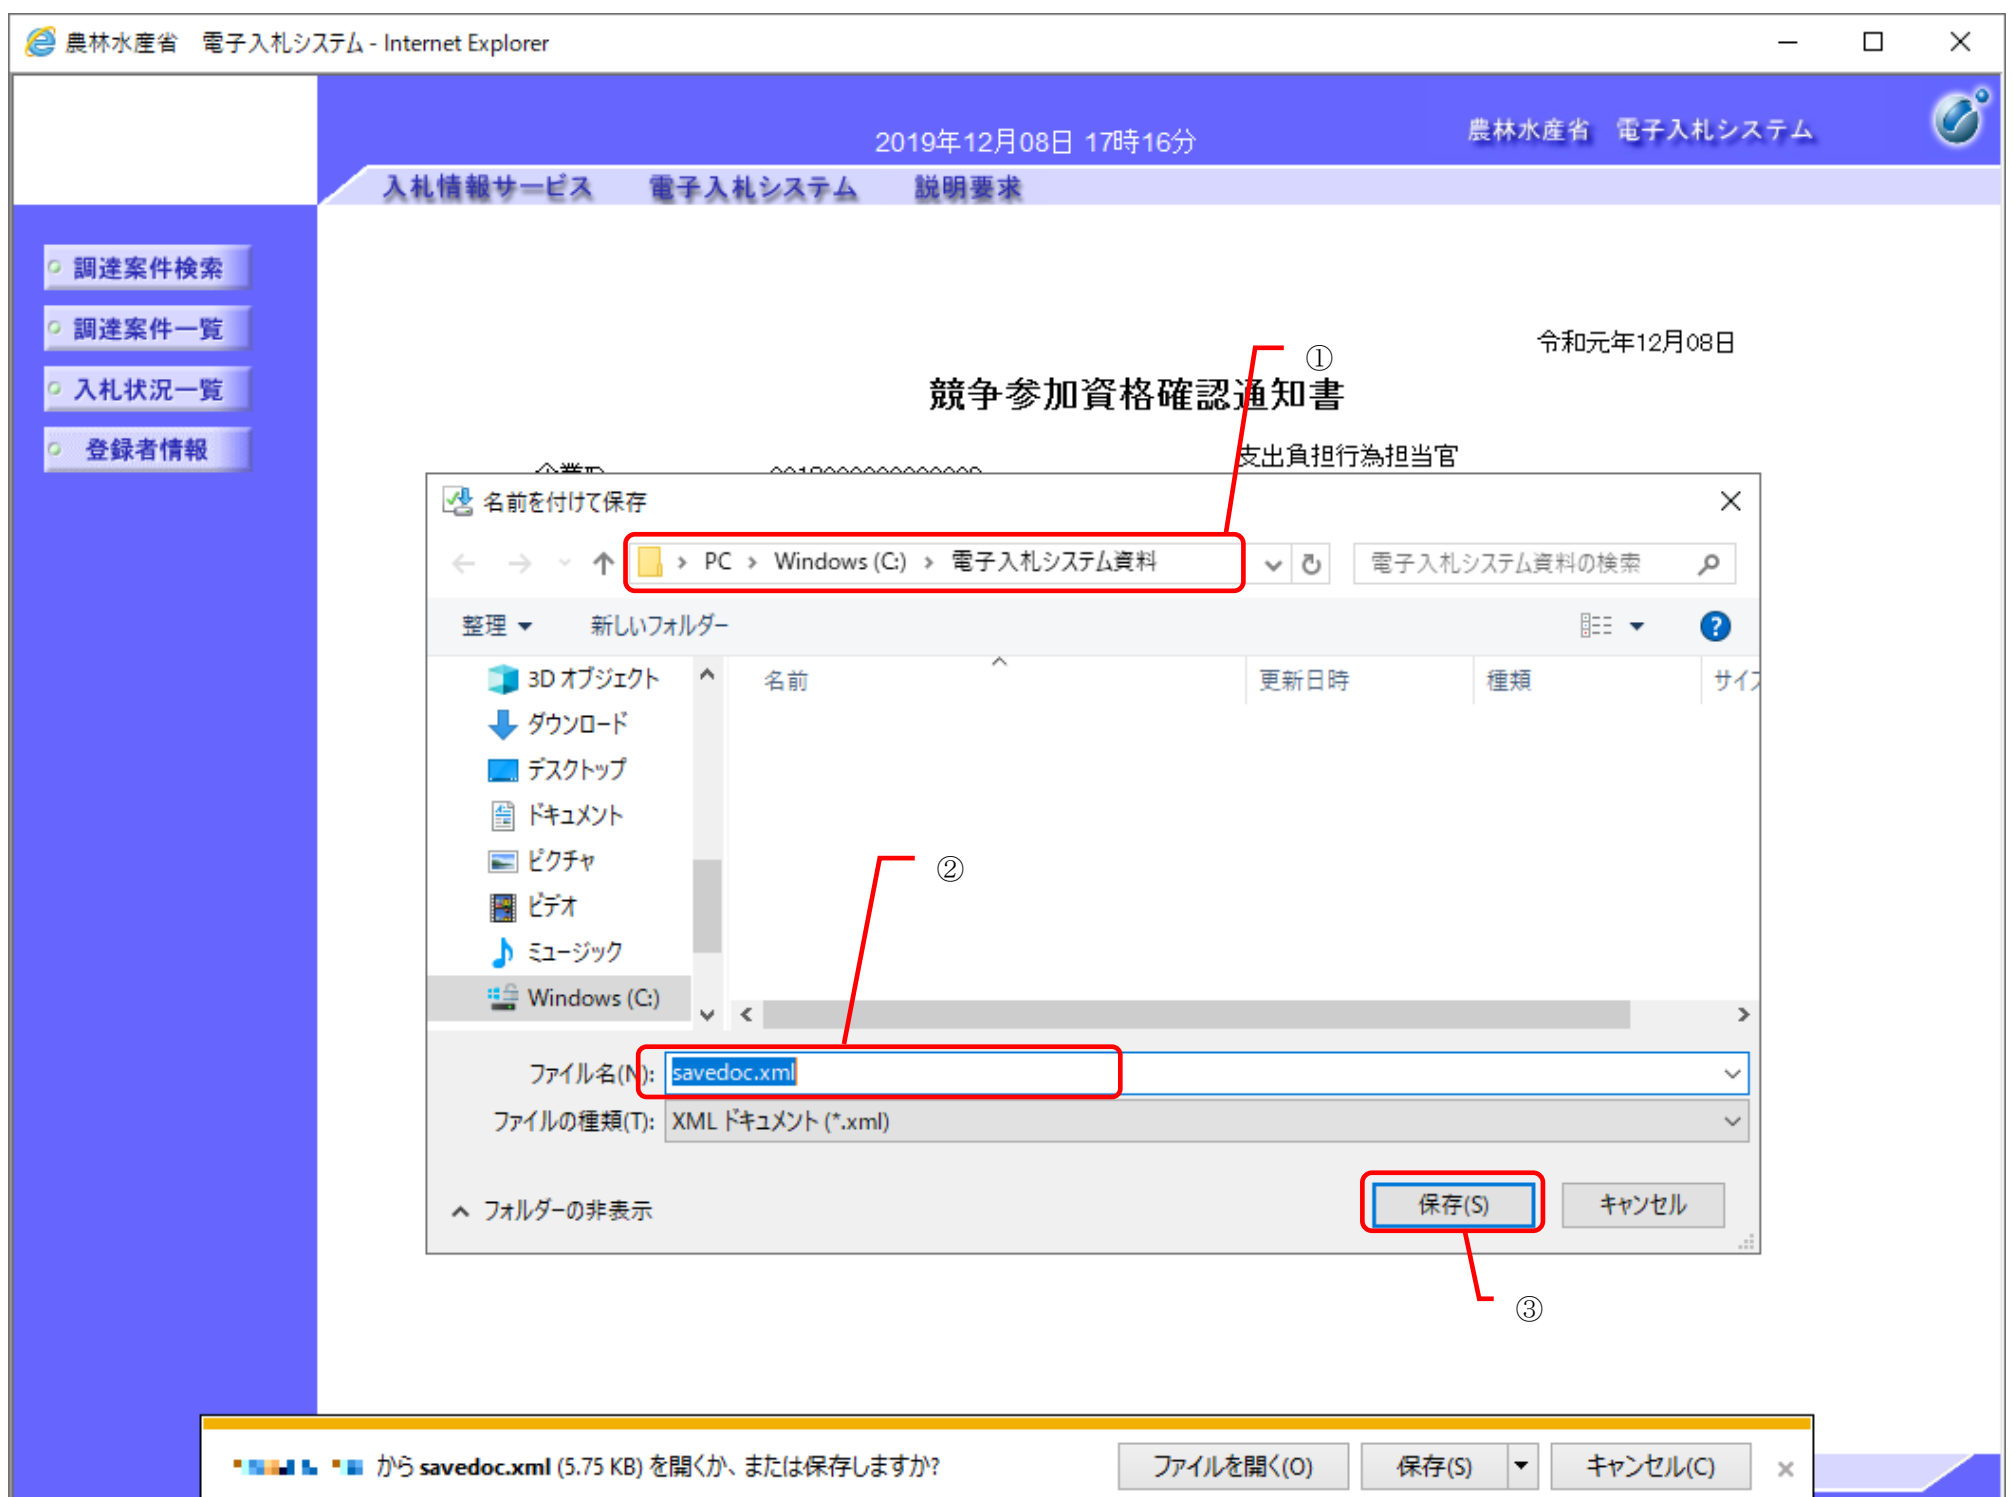 農林水産省　電子入札システム - Internet Explorer
2019年12月08日 17時16分
農林水産省　電子入札システム
入札情報サービス　電子入札システム　説明要求
調達案件検索
調達案件一覧
入札状況一覧
登録者情報
令和元年12月08日
①
競争参加資格確認通知書
支出負担行為担当官
名前を付けて保存
PC > Windows (C:) > 電子入札システム資料
電子入札システム資料の検索
整理　新しいフォルダー
名前　更新日時　種類　サイズ
3D オブジェクト
ダウンロード
デスクトップ
ドキュメント
ピクチャ
②
ビデオ
ミュージック
Windows (C:)
ファイル名(N): savedoc.xml
ファイルの種類(T): XML ドキュメント (*.xml)
フォルダーの非表示
保存(S)　キャンセル
③
から savedoc.xml (5.75 KB) を開くか、または保存しますか?
ファイルを開く(O)　保存(S)　キャンセル(C)